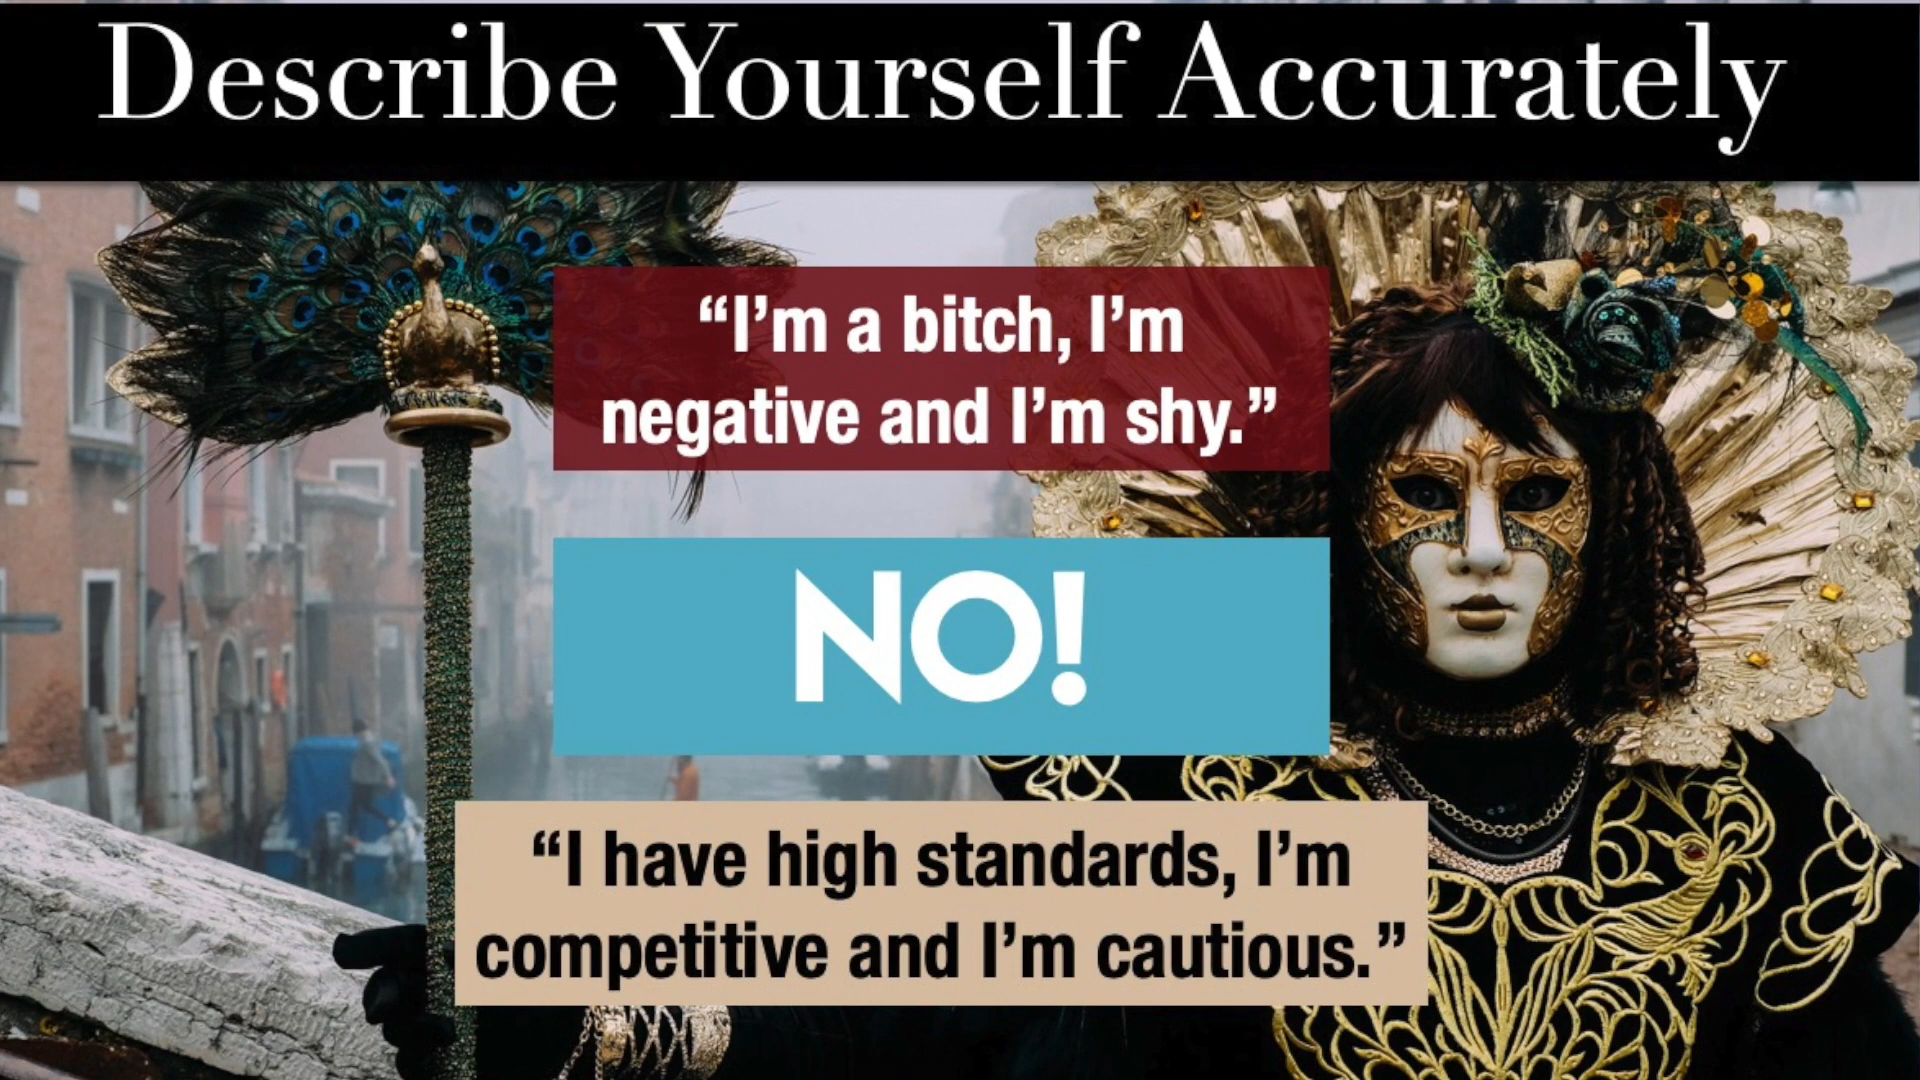 Describe Yourself Accurately
“I’m a bitch, I’m
negative and I’m shy.”
NO!
“I have high standards, I’m
competitive and I’m cautious.”